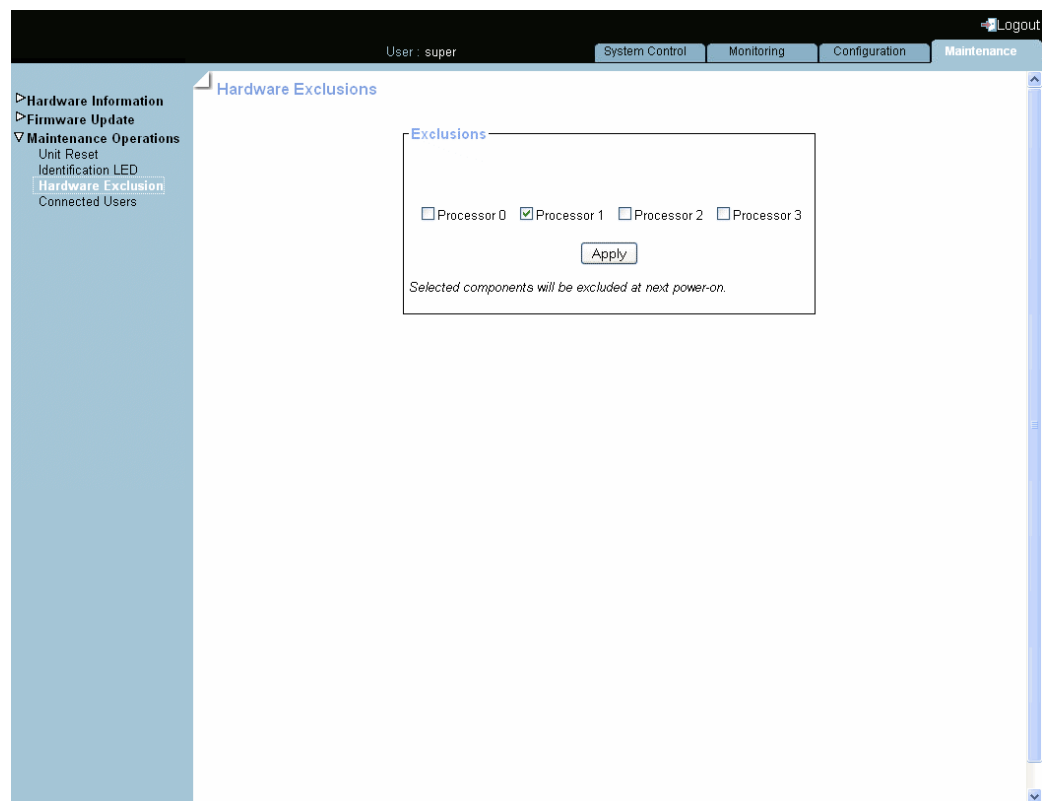 Logout
User : super
System Control
Monitoring
Configuration
Maintenance
Hardware Information
Firmware Update
Maintenance Operations
Unit Reset
Identification LED
Hardware Exclusion
Connected Users
Hardware Exclusions
Exclusions
Processor 0 Processor 1 Processor 2 Processor 3
Apply
Selected components will be excluded at next power-on.